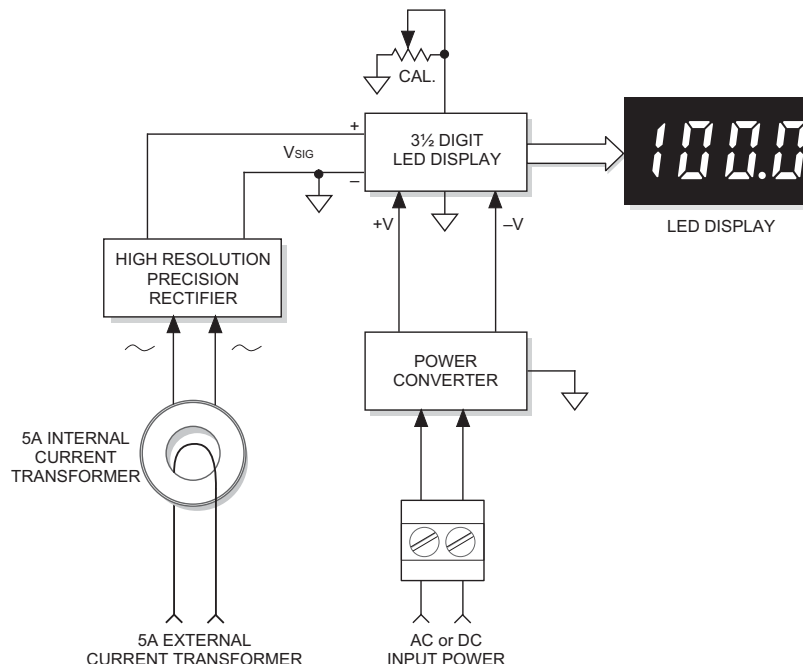 CAL.
+
VSIG
–
3½ DIGIT
LED DISPLAY
100.0
LED DISPLAY
+V
–V
HIGH RESOLUTION
PRECISION
RECTIFIER
POWER
CONVERTER
5A INTERNAL
CURRENT
TRANSFORMER
5A EXTERNAL
CURRENT TRANSFORMER
AC or DC
INPUT POWER